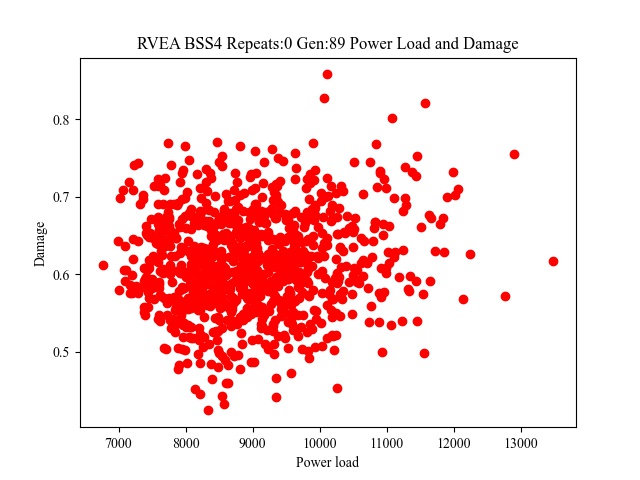 RVEA BSS4 Repeats:0 Gen:89 Power Load and Damage
0.8
0.7
0.6
0.5
Damage
7000 8000 9000 10000 11000 12000 13000
Power load